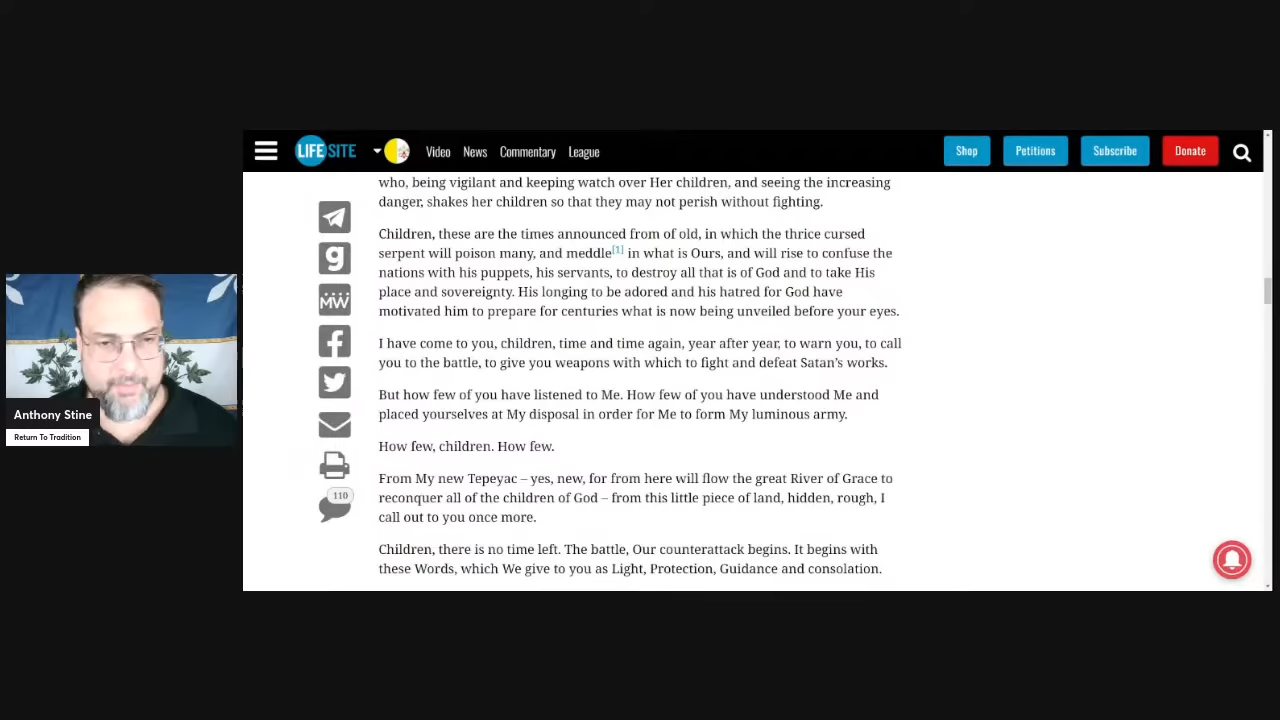 LIFE SITE
Video News Commentary League
Shop Petitions Subscribe Donate
who, being vigilant and keeping watch over Her children, and seeing the increasing
danger, shakes her children so that they may not perish without fighting.
Children, these are the times announced from of old, in which the thrice cursed
serpent will poison many, and meddle[1] in what is Ours, and will rise to confuse the
nations with his puppets, his servants, to destroy all that is of God and to take His
place and sovereignty. His longing to be adored and his hatred for God have
motivated him to prepare for centuries what is now being unveiled before your eyes.
I have come to you, children, time and time again, year after year, to warn you, to call
you to the battle, to give you weapons with which to fight and defeat Satan’s works.
But how few of you have listened to Me. How few of you have understood Me and
placed yourselves at My disposal in order for Me to form My luminous army.
How few, children. How few.
From My new Tepeyac – yes, new, for from here will flow the great River of Grace to
reconquer all of the children of God – from this little piece of land, hidden, rough, I
call out to you once more.
Children, there is no time left. The battle, Our counterattack begins. It begins with
these Words, which We give to you as Light, Protection, Guidance and consolation.
g
MW
110
Anthony Stine
Return To Tradition